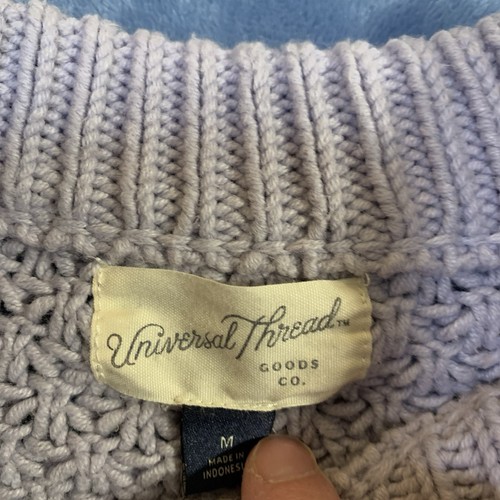 Universal Thread™
GOODS
CO.
M
MADE IN
INDONESIA